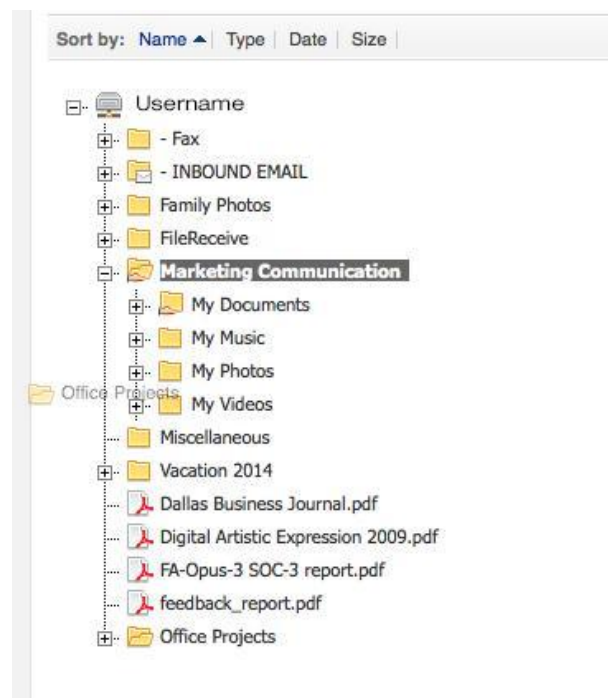 Sort by: Name ▲ | Type | Date | Size |
Username
- Fax
- INBOUND EMAIL
Family Photos
FileReceive
Marketing Communication
My Documents
My Music
My Photos
Office Projects
My Videos
Miscellaneous
Vacation 2014
Dallas Business Journal.pdf
Digital Artistic Expression 2009.pdf
FA-Opus-3 SOC-3 report.pdf
feedback_report.pdf
Office Projects